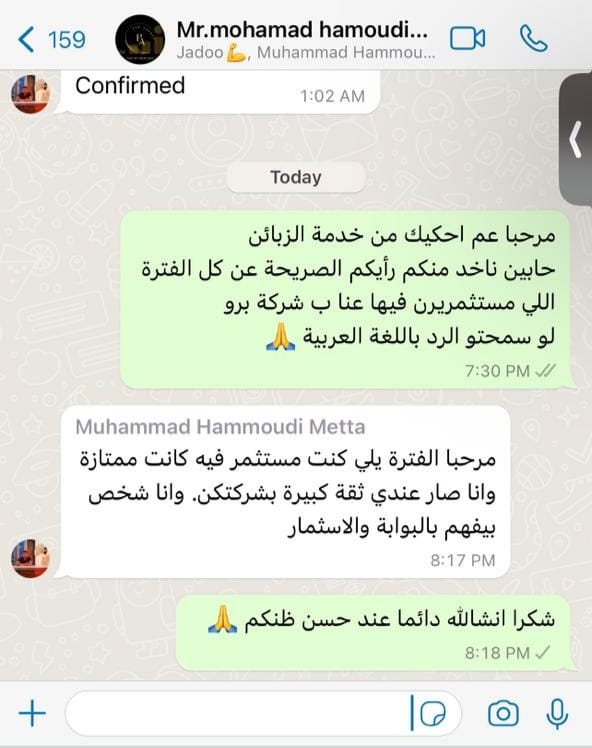 159
Mr.mohamad hamoudi...
Jadoo💪, Muhammad Hammou...
Confirmed
1:02 AM
Today
مرحبا عم احكيك من خدمة الزبائن
حابين ناخد منكم رأيكم الصريحة عن كل الفترة
اللي مستثمريرن فيها عنا ب شركة برو
لو سمحتو الرد باللغة العربية 🙏
7:30 PM
Muhammad Hammoudi Metta
مرحبا الفترة يلي كنت مستثمر فيه كانت ممتازة
وانا صار عندي ثقة كبيرة بشركتكن. وانا شخص
بيفهم بالبوابة والاسثمار
8:17 PM
شكرا انشالله دائما عند حسن ظنكم 🙏
8:18 PM